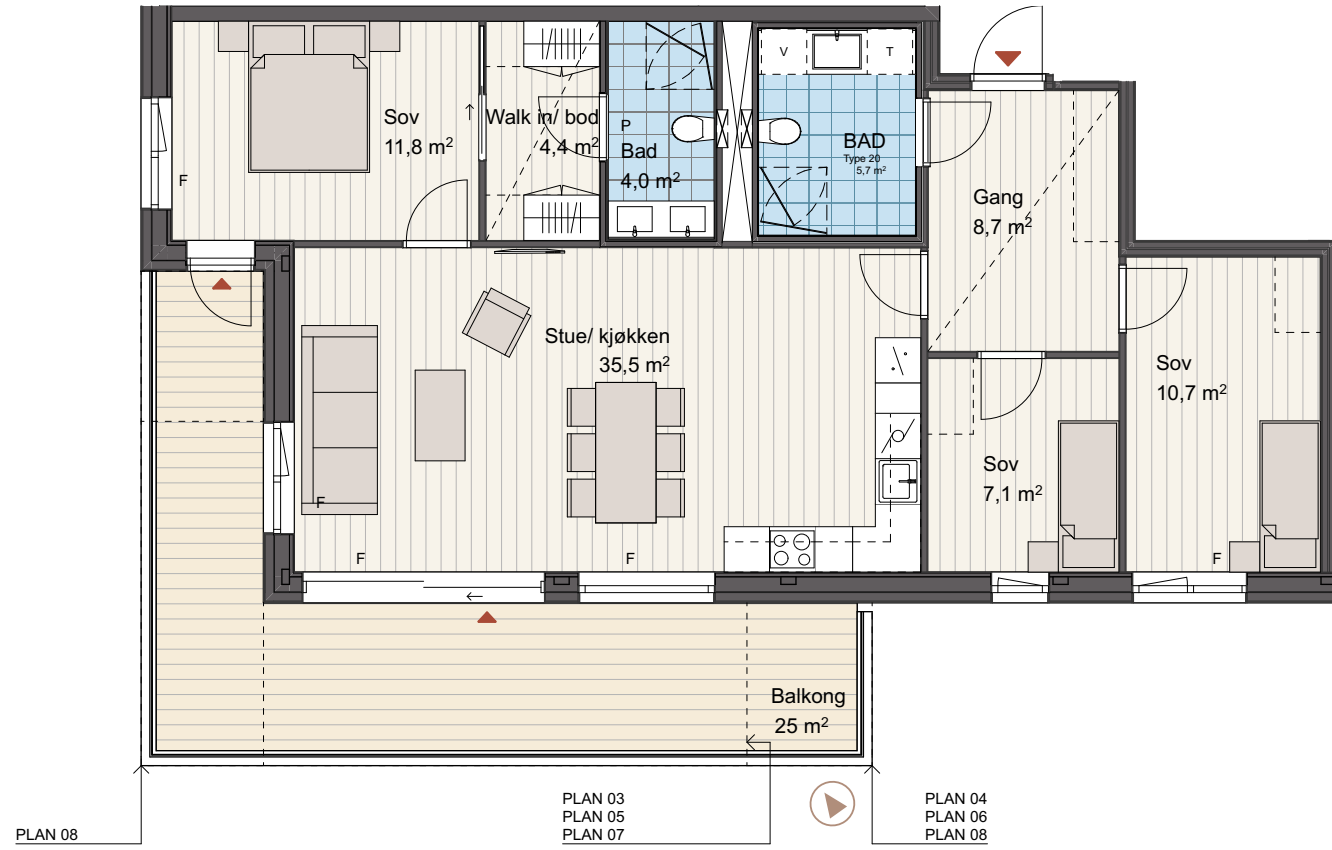 V
T
Sov
11,8 m²
Walk in/ bod
4,4 m²
P
Bad
4,0 m²
BAD
Type 20
5,7 m²
F
Gang
8,7 m²
Stue/ kjøkken
35,5 m²
Sov
10,7 m²
Sov
7,1 m²
F
F
F
F
Balkong
25 m²
PLAN 08
PLAN 03
PLAN 05
PLAN 07
PLAN 04
PLAN 06
PLAN 08